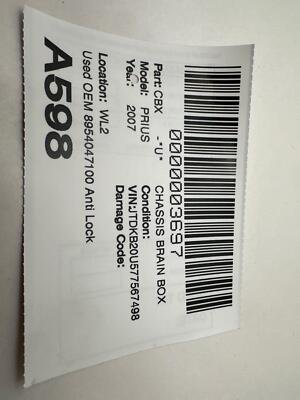 0000003697
Part: CBX -*U* CHASSIS BRAIN BOX
Model: PRIUS Condition:
Year: 2007 VIN:JTDKB20U577567498
Damage Code:
Location: WL2
Used OEM 8954047100 Anti Lock
A598